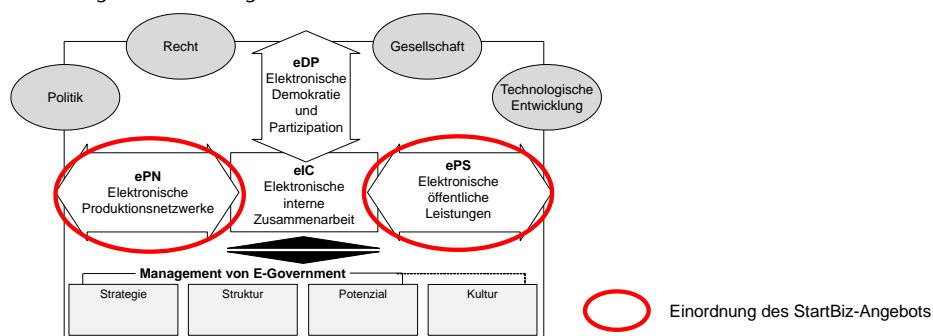 Recht
Gesellschaft
Politik
Technologische
Entwicklung
eDP
Elektronische
Demokratie
und
Partizipation
ePN
Elektronische
Produktionsnetzwerke
eIC
Elektronische
interne
Zusammenarbeit
ePS
Elektronische
öffentliche
Leistungen
Management von E-Government
Strategie
Struktur
Potenzial
Kultur
Einordnung des StartBiz-Angebots